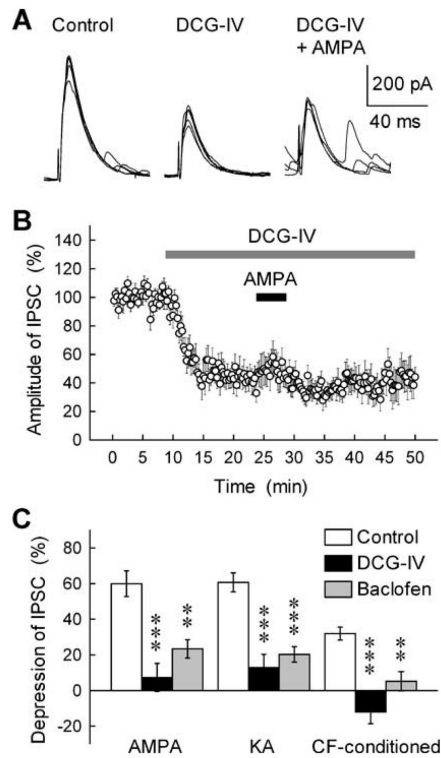 A
Control
DCG-IV
DCG-IV
+ AMPA
200 pA
40 ms
B
DCG-IV
AMPA
Amplitude of IPSC (%)
140
120
100
80
60
40
20
0
0 5 10 15 20 25 30 35 40 45 50
Time (min)
C
Control
DCG-IV
Baclofen
Depression of IPSC (%)
80
60
40
20
0
-20
*** ** *** *** *** **
AMPA KA CF-conditioned